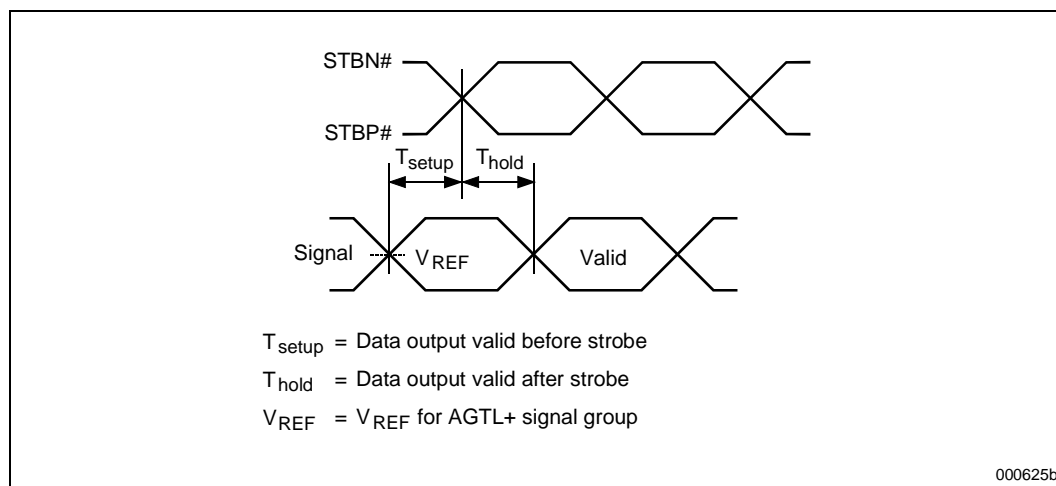 STBN#
STBP#
Tsetup Thold
Signal VREF Valid
Tsetup = Data output valid before strobe
Thold = Data output valid after strobe
VREF = VREF for AGTL+ signal group
000625b